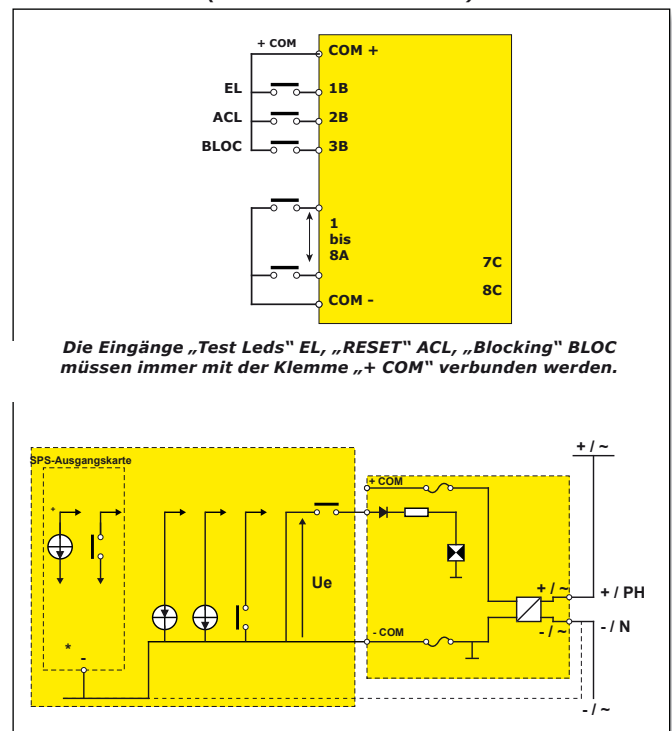 + COM
COM +
EL
1B
ACL
2B
BLOC
3B
1
bis
8A
7C
8C
COM -
Die Eingänge „Test Leds“ EL, „RESET“ ACL, „Blocking“ BLOC
müssen immer mit der Klemme „+ COM“ verbunden werden.
+ / ~
SPS-Ausgangskarte
+ COM
+
Ue
+ / ~
+ / PH
- COM
- / ~
- / N
*
-
- / ~